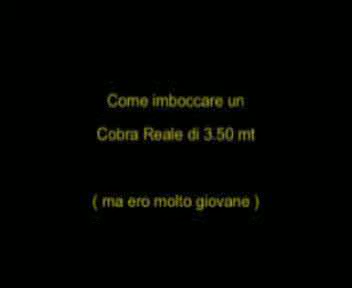 Come imboccare un
Cobra Reale di 3.50 mt
( ma ero molto giovane )